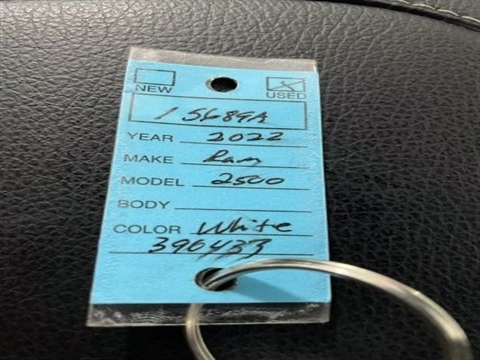 NEW USED
15689A
YEAR 2022
MAKE Ram
MODEL 2500
BODY
COLOR White
390433